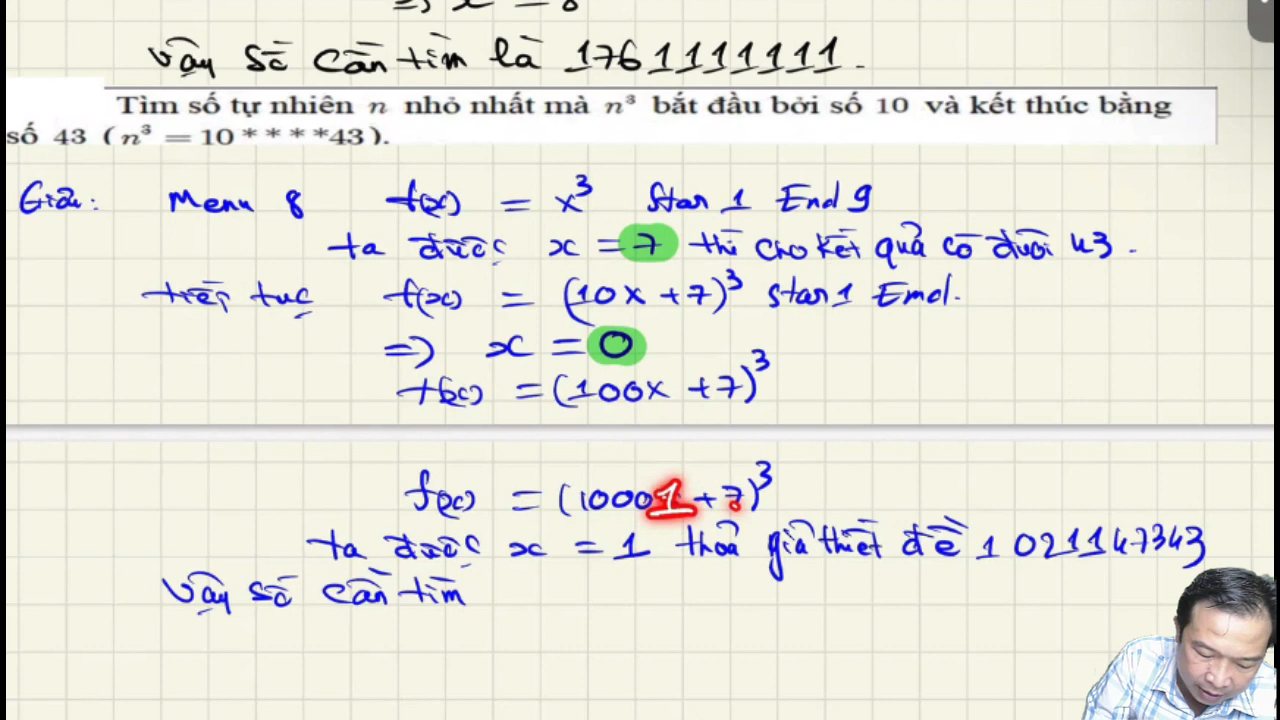 Vậy số cần tìm là 1761111111.
Tìm số tự nhiên n nhỏ nhất mà n³ bắt đầu bởi số 10 và kết thúc bằng
số 43 ( n³ = 10 * * * *43).
Giải: Menu 8 f(x) = x³ Star 1 End 9
ta được x = 7 thì cho kết quả có đuôi 43.
tiếp tục f(x) = (10x + 7)³ Star 1 End.
=> x = 0
f(x) = (100x + 7)³
f(x) = (10001 + 7)³
ta được x = 1 thoả giả thiết đề 1021147343
Vậy số cần tìm